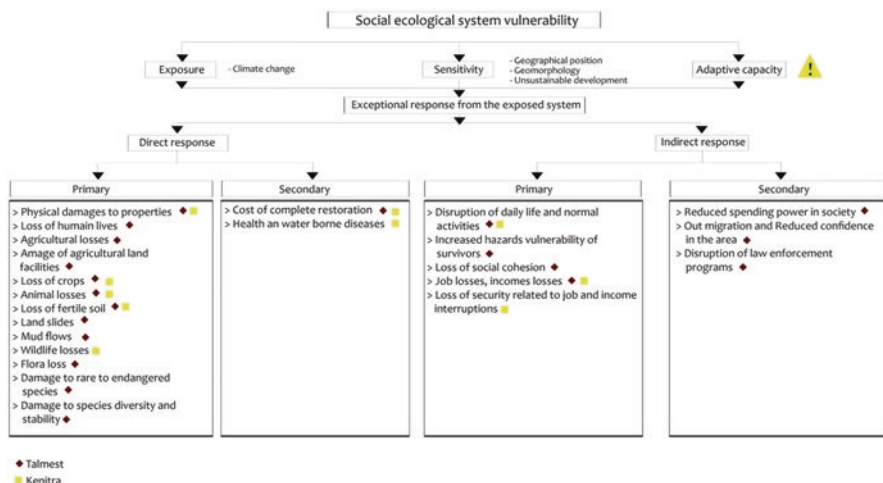 Social ecological system vulnerability
Exposure
- Climate change
Sensitivity
- Geographical position
- Geomorphology
- Unsustainable development
Adaptive capacity
!
Exceptional response from the exposed system
Direct response
Indirect response
Primary
> Physical damages to properties
> Loss of humain lives
> Agricultural losses
> Amage of agricultural land
facilities
> Loss of crops
> Animal losses
> Loss of fertile soil
> Land slides
> Mud flows
> Wildlife losses
> Flora loss
> Damage to rare to endangered
species
> Damage to species diversity and
stability
Secondary
> Cost of complete restoration
> Health an water borne diseases
Primary
> Disruption of daily life and normal
activities
> Increased hazards vulnerability of
survivors
> Loss of social cohesion
> Job losses, incomes losses
> Loss of security related to job and income
interruptions
Secondary
> Reduced spending power in society
> Out migration and Reduced confidence
in the area
> Disruption of law enforcement
programs
Talmest
Kenitra